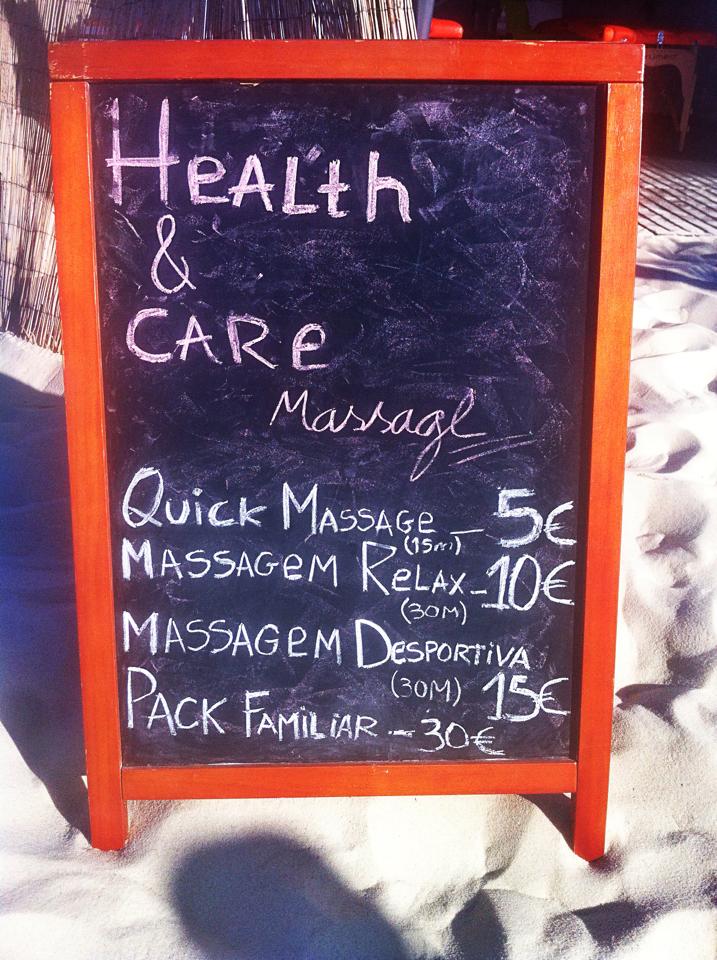 HEALth
&
CARe
Massage
Quick MASSAGe - 5€
(15m)
MASSAGeM ReLAX - 10€
(30M)
MASSAGEM DESPORTiVA
(30M) 15€
PACK FAMiLiAR - 30€